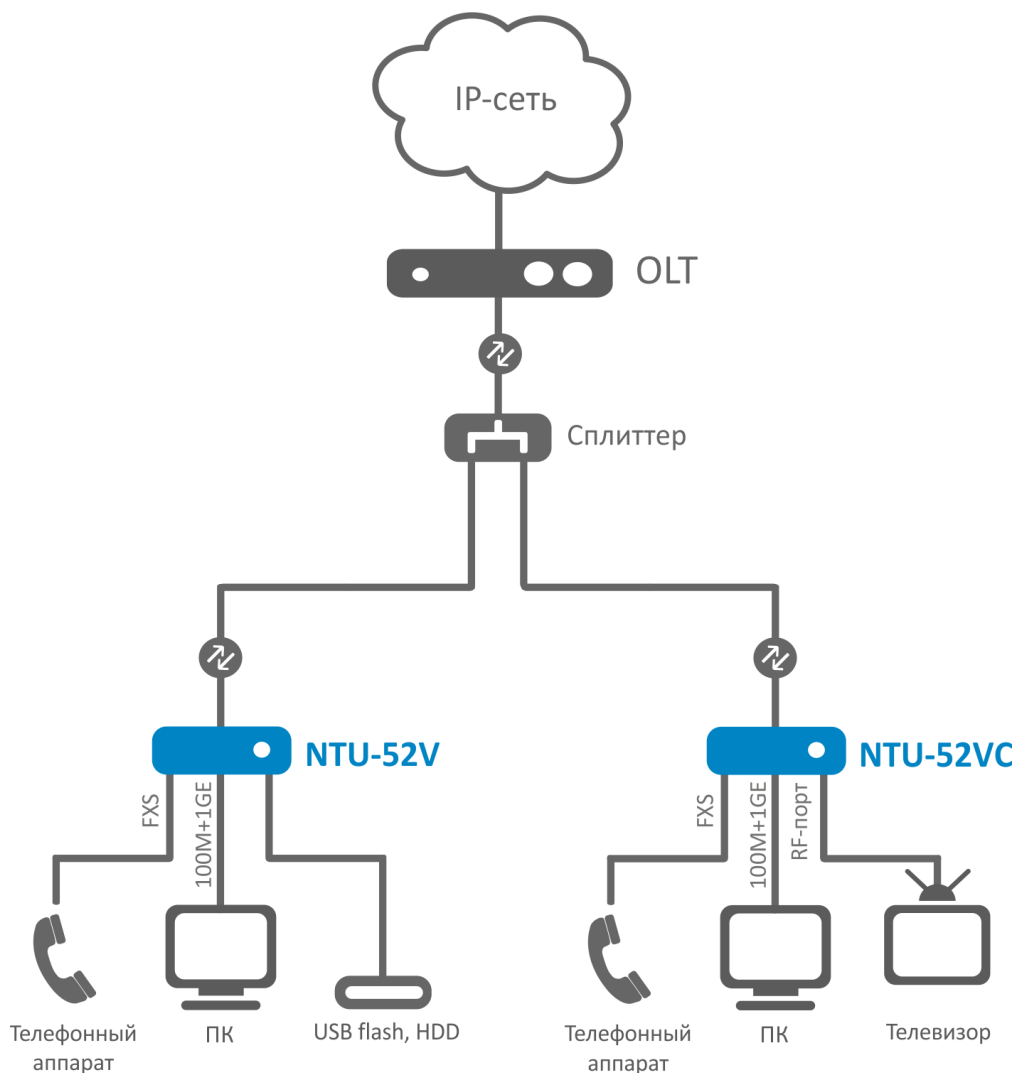 IP-сеть
OLT
Сплиттер
NTU-52V
NTU-52VC
FXS
100M+1GE
FXS
100M+1GE
RF-порт
Телефонный
аппарат
ПК
USB flash, HDD
Телефонный
аппарат
ПК
Телевизор